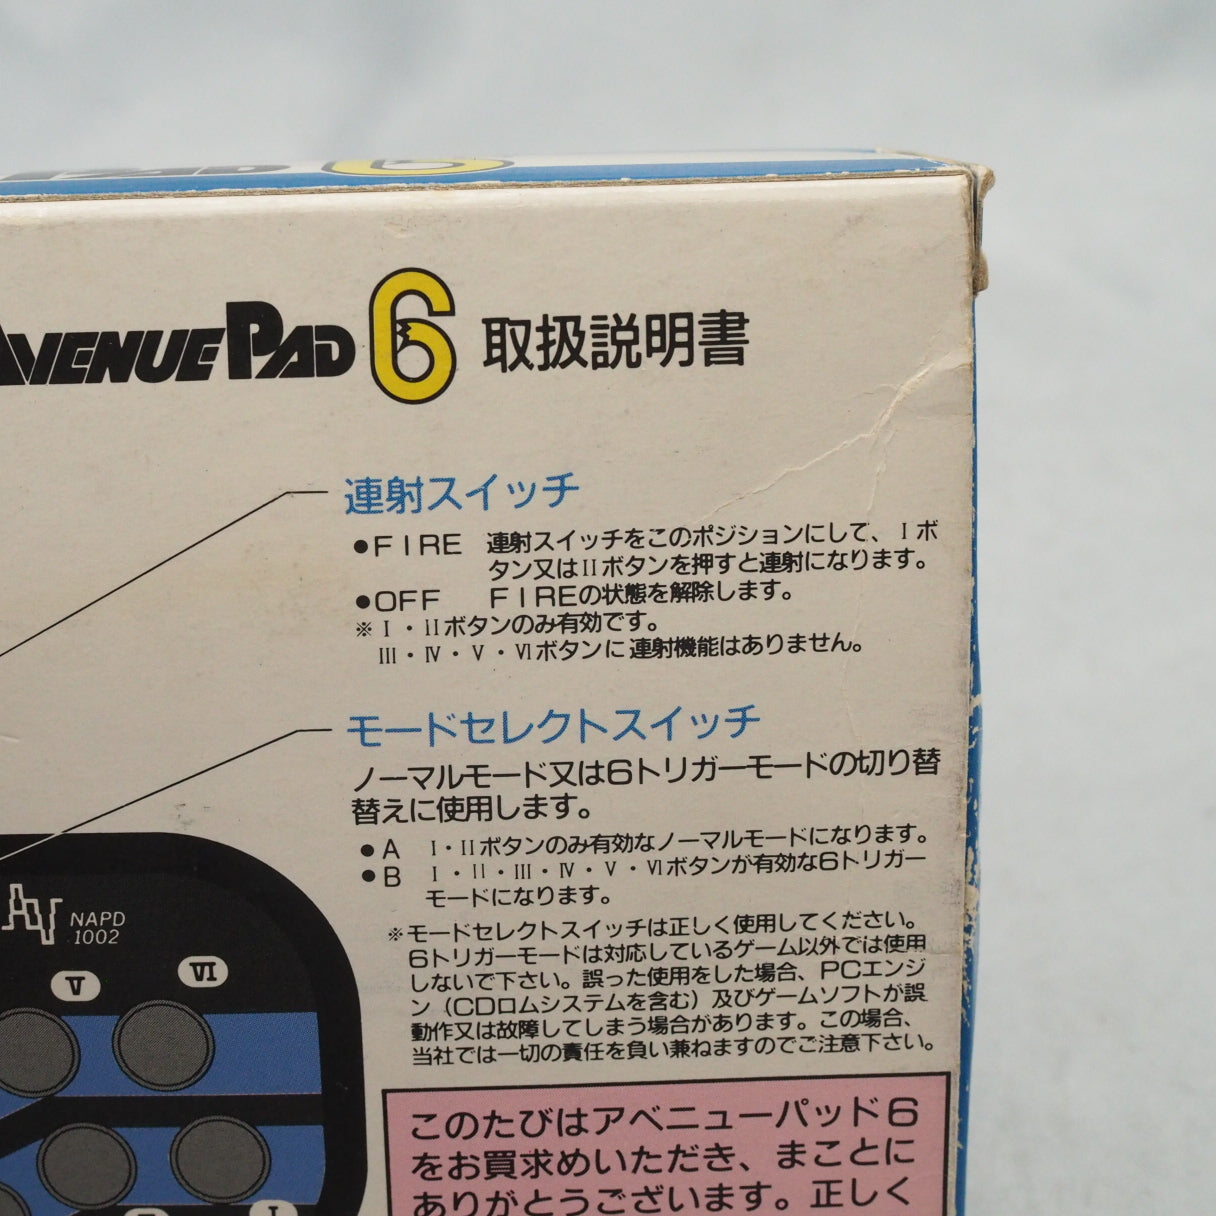 AVENUE PAD 6 取扱説明書
連射スイッチ
●FIRE 連射スイッチをこのポジションにして、Ⅰボ
タン又はⅡボタンを押すと連射になります。
●OFF FIREの状態を解除します。
※Ⅰ・Ⅱボタンのみ有効です。
Ⅲ・Ⅳ・Ⅴ・Ⅵボタンに連射機能はありません。
モードセレクトスイッチ
ノーマルモード又は6トリガーモードの切り替
替えに使用します。
●A Ⅰ・Ⅱボタンのみ有効なノーマルモードになります。
●B Ⅰ・Ⅱ・Ⅲ・Ⅳ・Ⅴ・Ⅵボタンが有効な6トリガー
モードになります。
※モードセレクトスイッチは正しく使用してください。
6トリガーモードは対応しているゲーム以外では使用
しないで下さい。誤った使用をした場合、PCエンジ
ン（CDロムシステムを含む）及びゲームソフトが誤
動作又は故障してしまう場合があります。この場合、
当社では一切の責任を負い兼ねますのでご注意下さい。
NAPD
1002
Ⅴ Ⅵ
Ⅰ
このたびはアベニューパッド6
をお買求めいただき、まことに
ありがとうございます。正しく